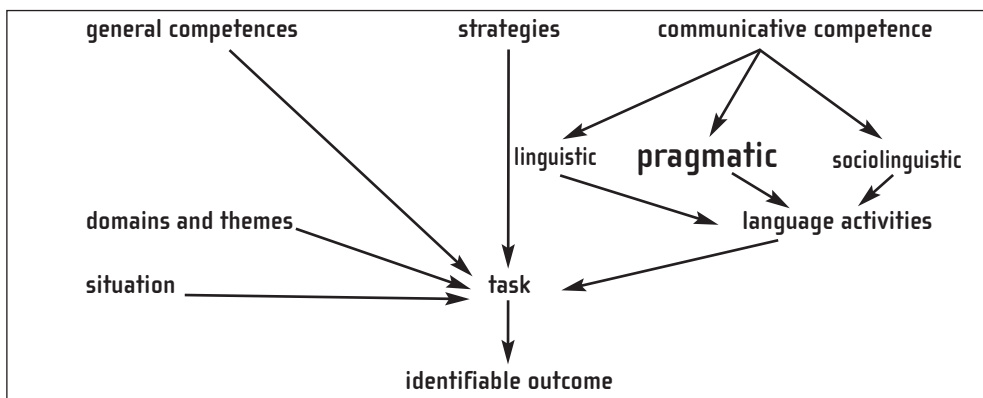 general competences
strategies
communicative competence
linguistic
pragmatic
sociolinguistic
domains and themes
language activities
situation
task
identifiable outcome